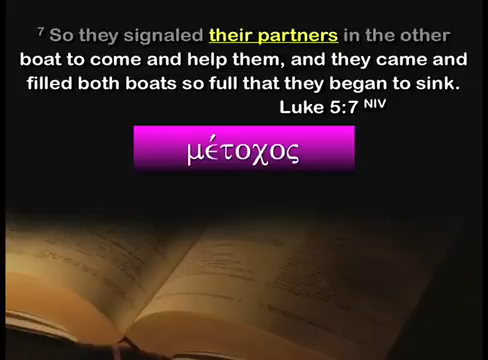 7 So they signaled their partners in the other
boat to come and help them, and they came and
filled both boats so full that they began to sink.
Luke 5:7 NIV
μέτοχος